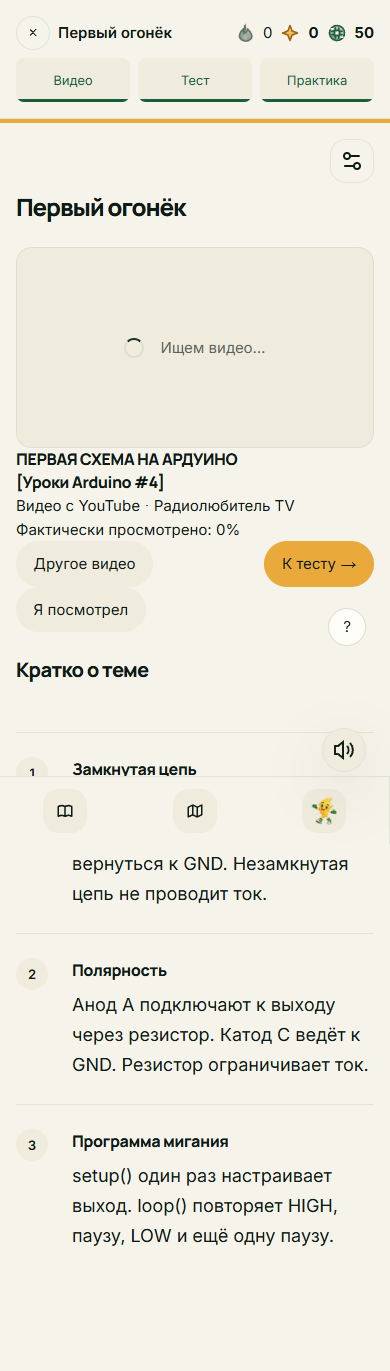 × Первый огонёк 0 0 50
Видео Тест Практика
Первый огонёк
Ищем видео...
ПЕРВАЯ СХЕМА НА АРДУИНО
[Уроки Arduino #4]
Видео с YouTube · Радиолюбитель TV
Фактически просмотрено: 0%
Другое видео К тесту →
Я посмотрел
?
Кратко о теме
1 Замкнутая цепь
вернуться к GND. Незамкнутая
цепь не проводит ток.
2 Полярность
Анод A подключают к выходу
через резистор. Катод C ведёт к
GND. Резистор ограничивает ток.
3 Программа мигания
setup() один раз настраивает
выход. loop() повторяет HIGH,
паузу, LOW и ещё одну паузу.